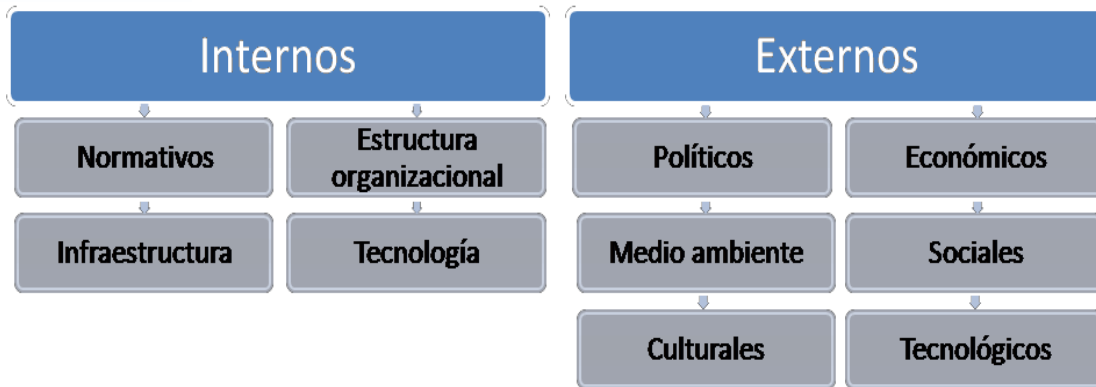 Internos
Externos
Normativos
Estructura
organizacional
Políticos
Económicos
Infraestructura
Tecnología
Medio ambiente
Sociales
Culturales
Tecnológicos